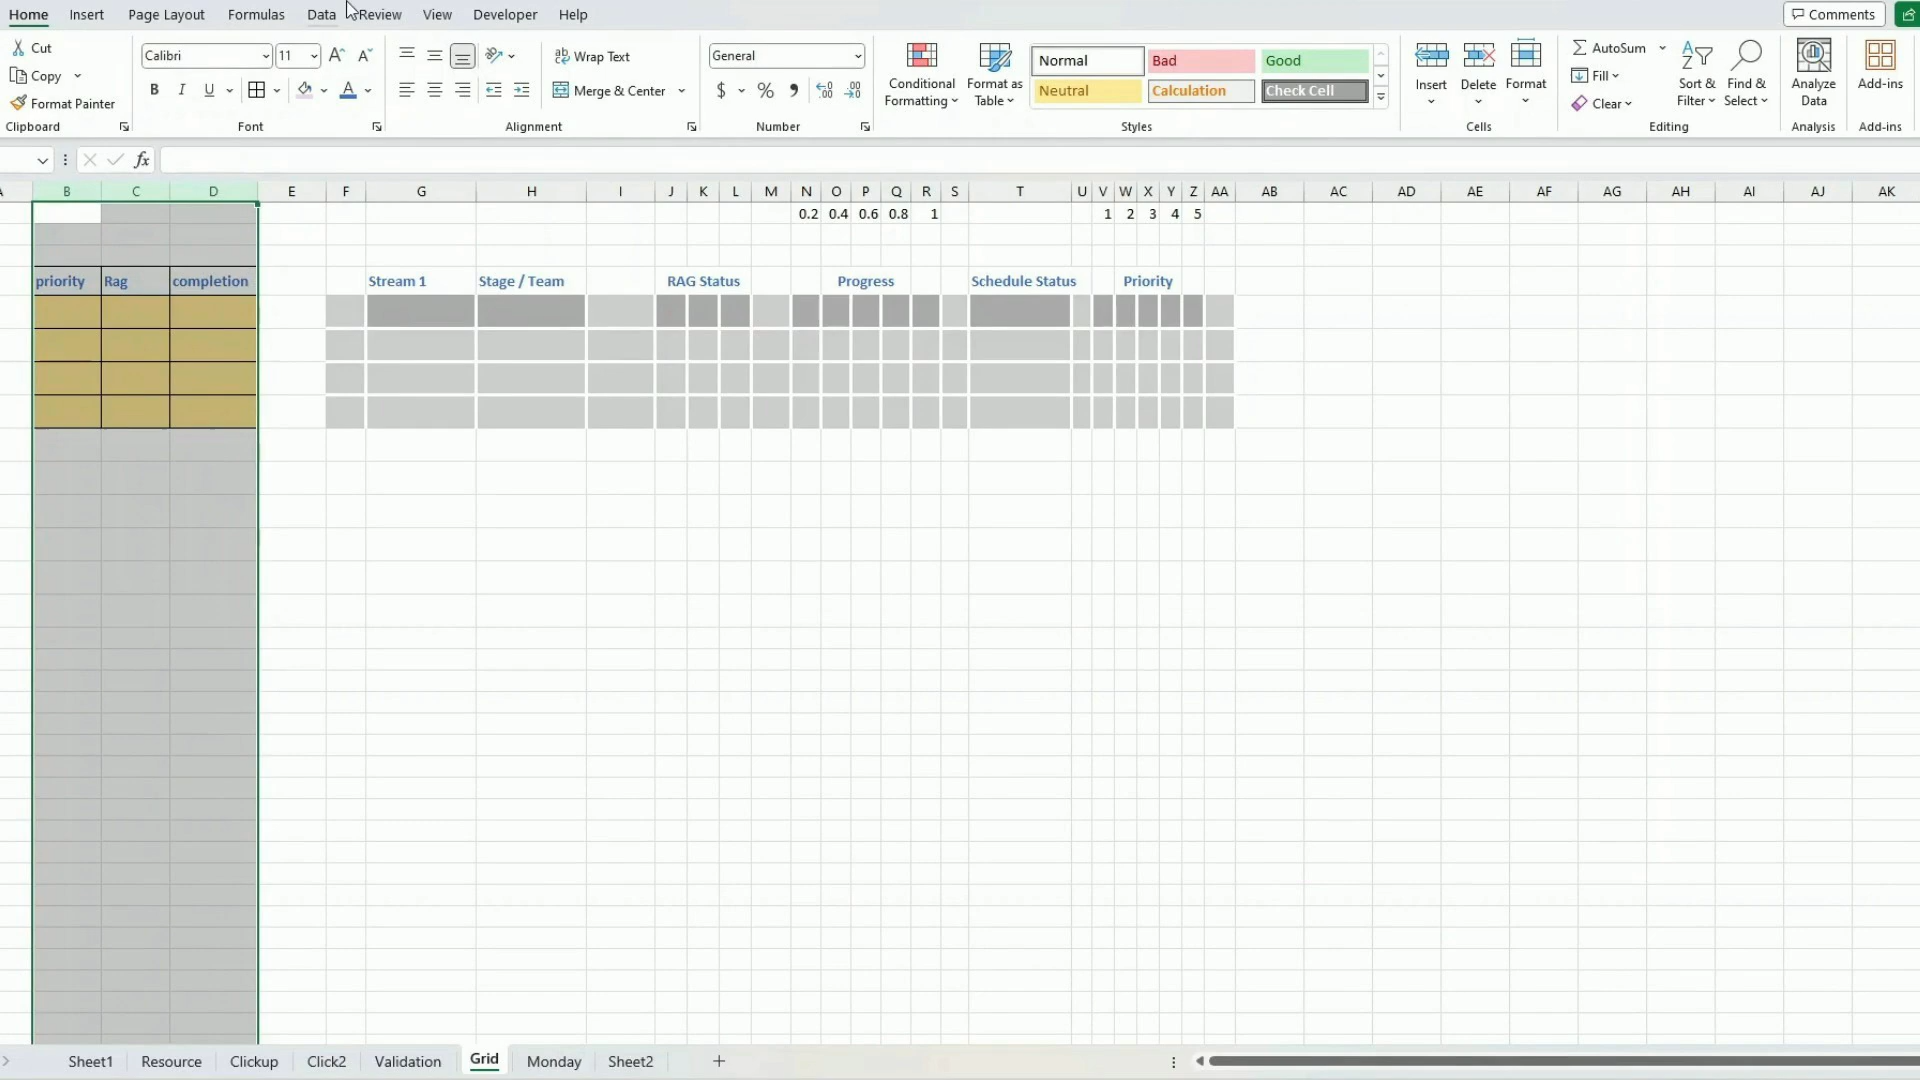 Home Insert Page Layout Formulas Data Review View Developer Help Comments
Cut
Copy
Format Painter
Clipboard
Calibri 11
B I U
Font
Wrap Text
Merge & Center
Alignment
General
$ %
Number
Conditional Formatting
Format as Table
Normal Bad Good
Neutral Calculation Check Cell
Styles
Insert Delete Format
Cells
AutoSum
Fill
Clear
Sort & Filter
Find & Select
Editing
Analyze Data
Analysis
Add-ins
Add-ins
fx
A B C D E F G H I J K L M N O P Q R S T U V W X Y Z AA AB AC AD AE AF AG AH AI AJ AK
0.2 0.4 0.6 0.8 1 1 2 3 4 5
priority Rag completion Stream 1 Stage / Team RAG Status Progress Schedule Status Priority
Sheet1 Resource Clickup Click2 Validation Grid Monday Sheet2